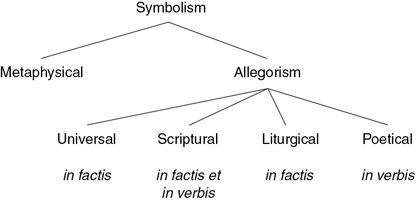 Symbolism
Metaphysical Allegorism
Universal Scriptural Liturgical Poetical
in factis in factis et in factis in verbis
in verbis